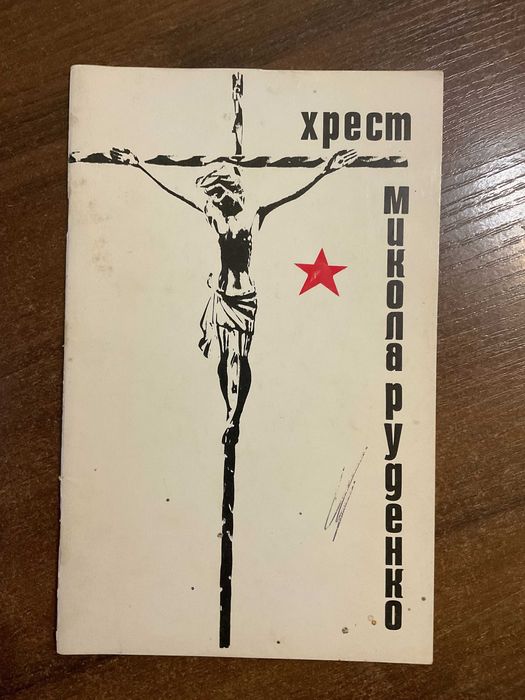 хрест
микола руденко